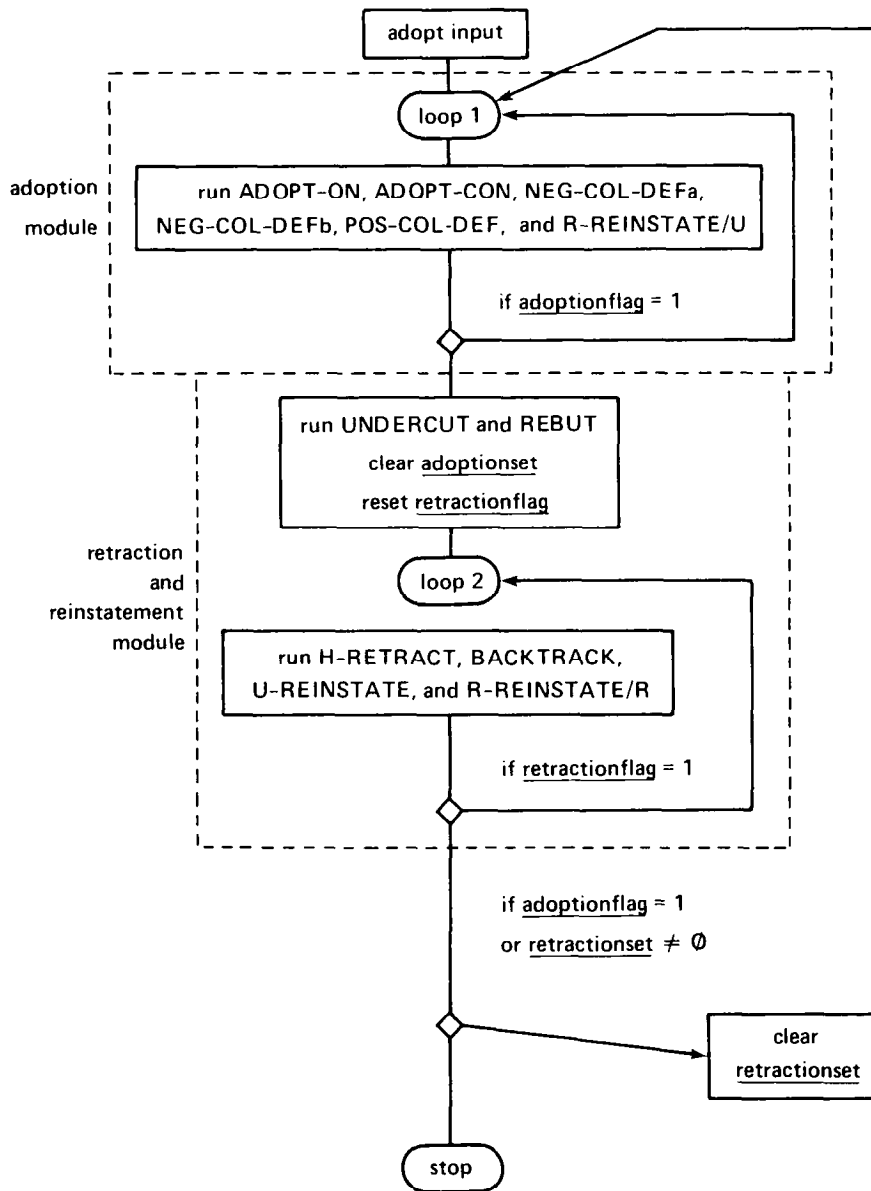 adopt input
loop 1
adoption
module
run ADOPT-ON, ADOPT-CON, NEG-COL-DEFa,
NEG-COL-DEFb, POS-COL-DEF, and R-REINSTATE/U
if adoptionflag = 1
run UNDERCUT and REBUT
clear adoptionset
reset retractionflag
retraction
and
reinstatement
module
loop 2
run H-RETRACT, BACKTRACK,
U-REINSTATE, and R-REINSTATE/R
if retractionflag = 1
if adoptionflag = 1
or retractionset ≠ ∅
clear
retractionset
stop